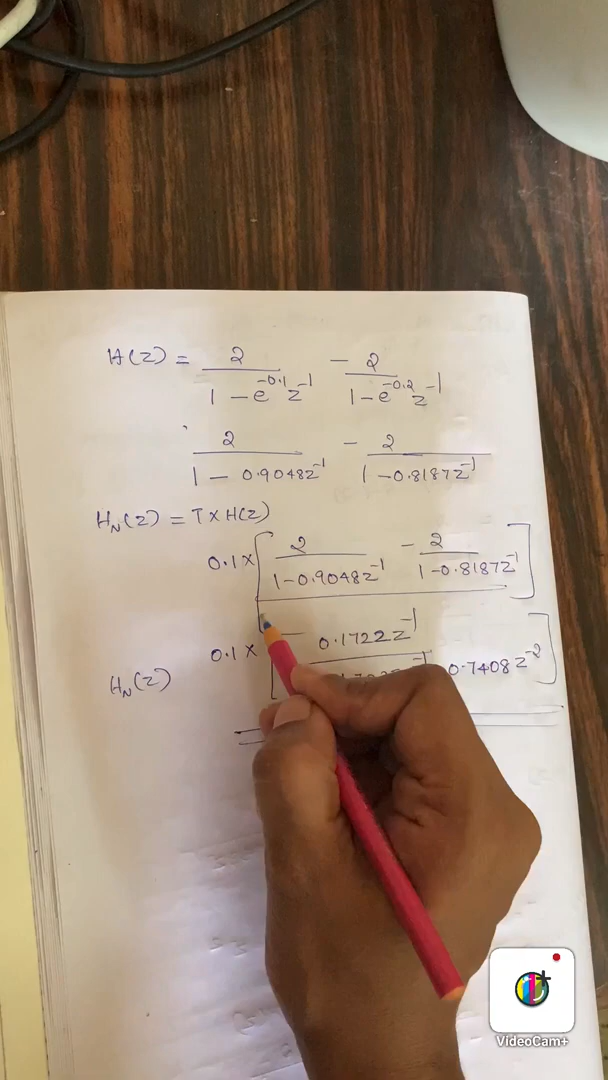 H(Z) = 2 / 1 - e^-0.1 z^-1 - 2 / 1 - e^-0.2 z^-1
2 / 1 - 0.9048z^-1 - 2 / 1 - 0.8187z^-1
H_N(Z) = T X H(Z)
0.1 X [ 2 / 1 - 0.9048z^-1 - 2 / 1 - 0.8187z^-1 ]
0.1 X 0.1722z^-1
H_N(Z) 0.7408z^-2 ]
VideoCam+